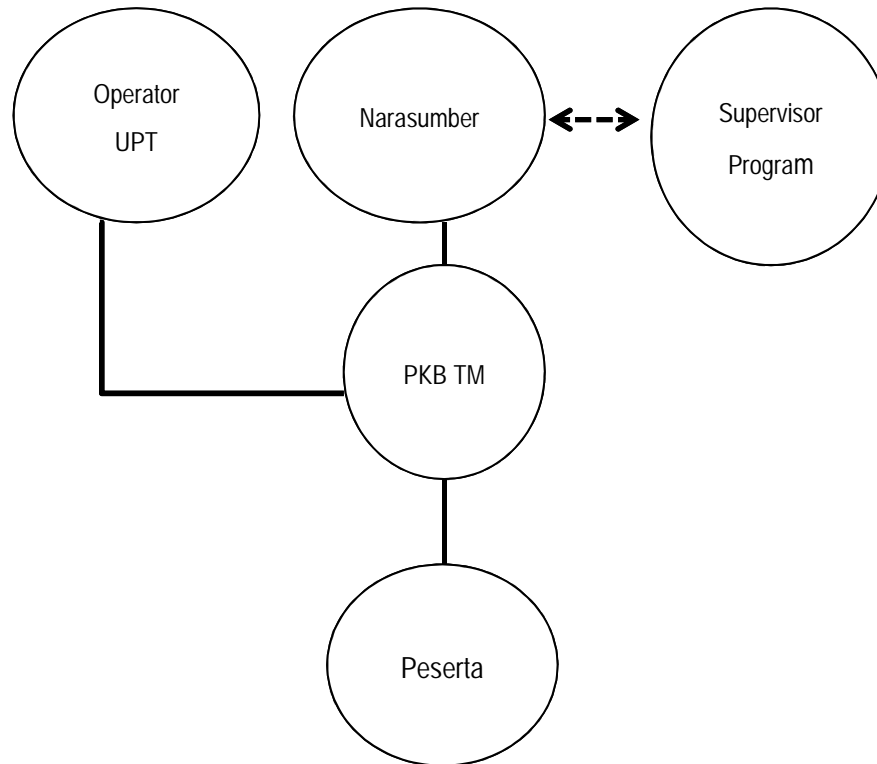 Operator
UPT
Narasumber
Supervisor
Program
PKB TM
Peserta